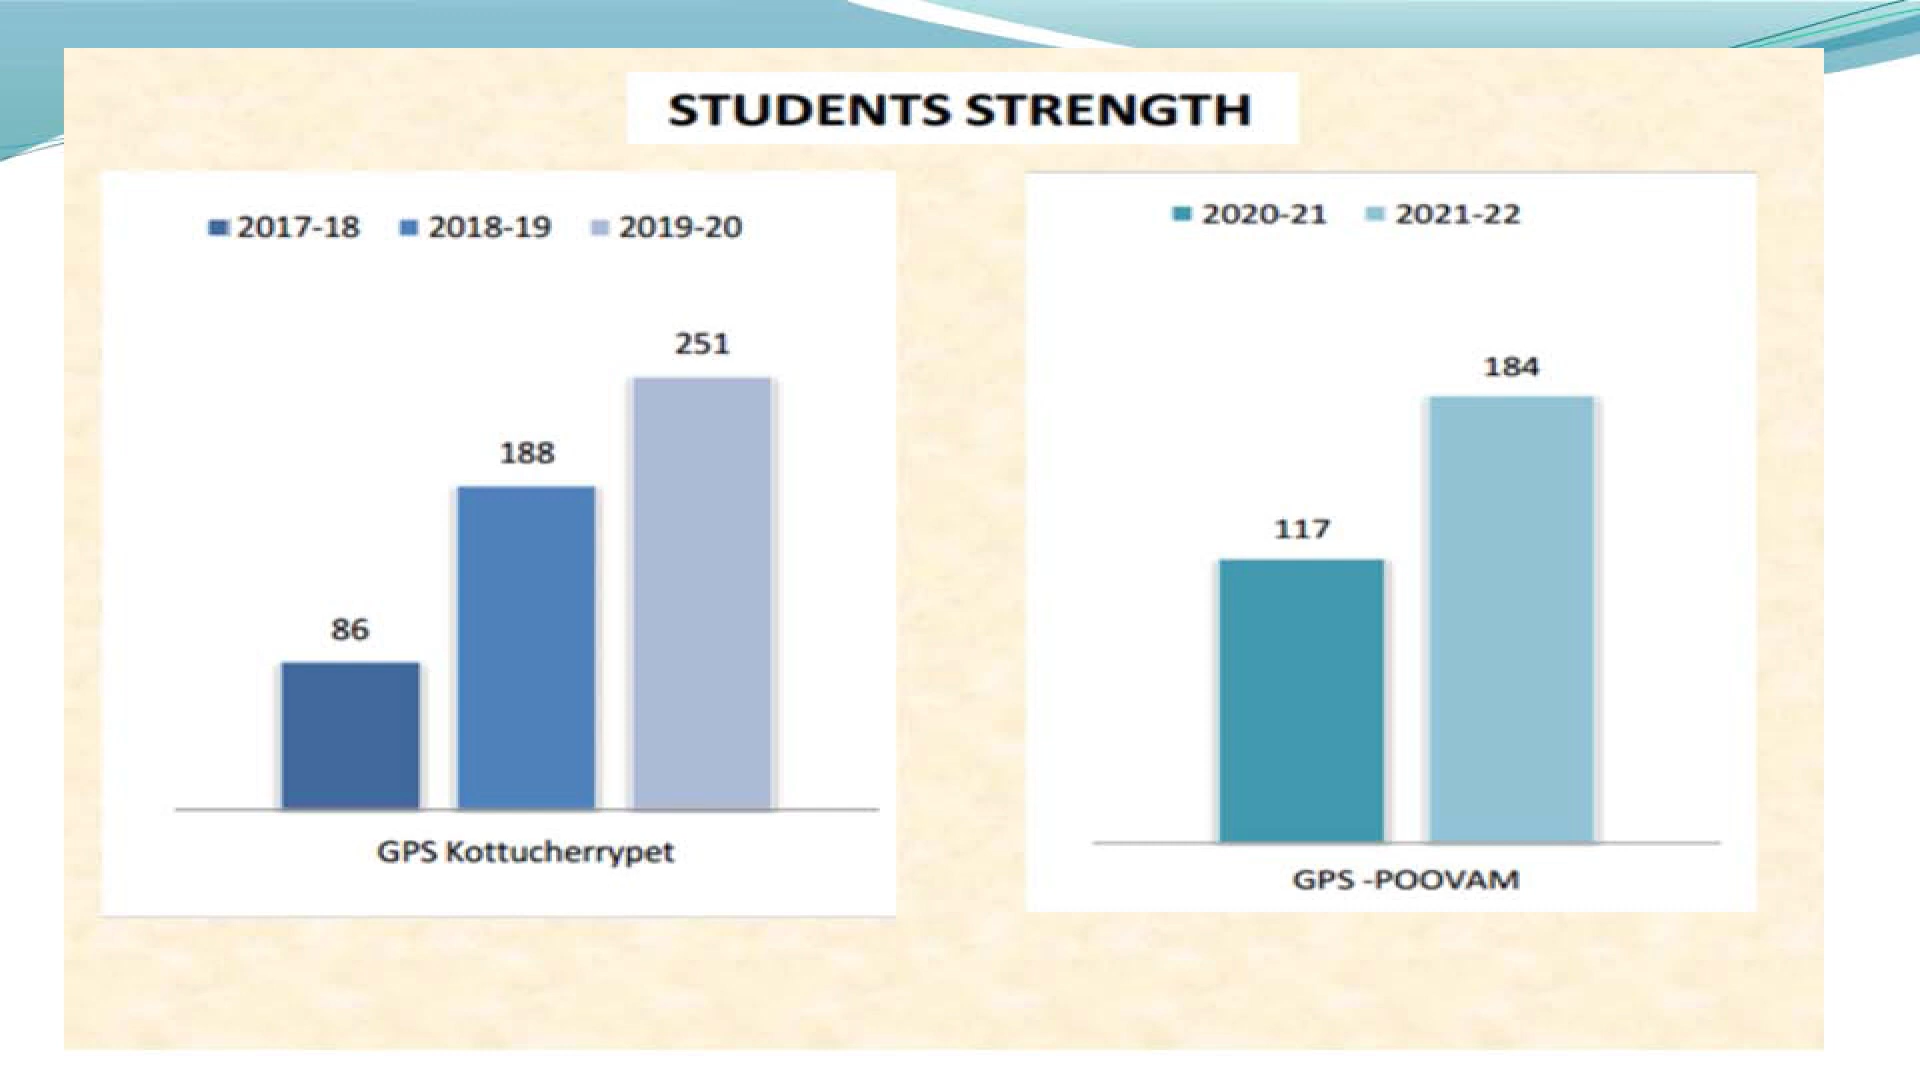 STUDENTS STRENGTH
2017-18 2018-19 2019-20
251
188
86
GPS Kottucherrypet
2020-21 2021-22
184
117
GPS -POOVAM